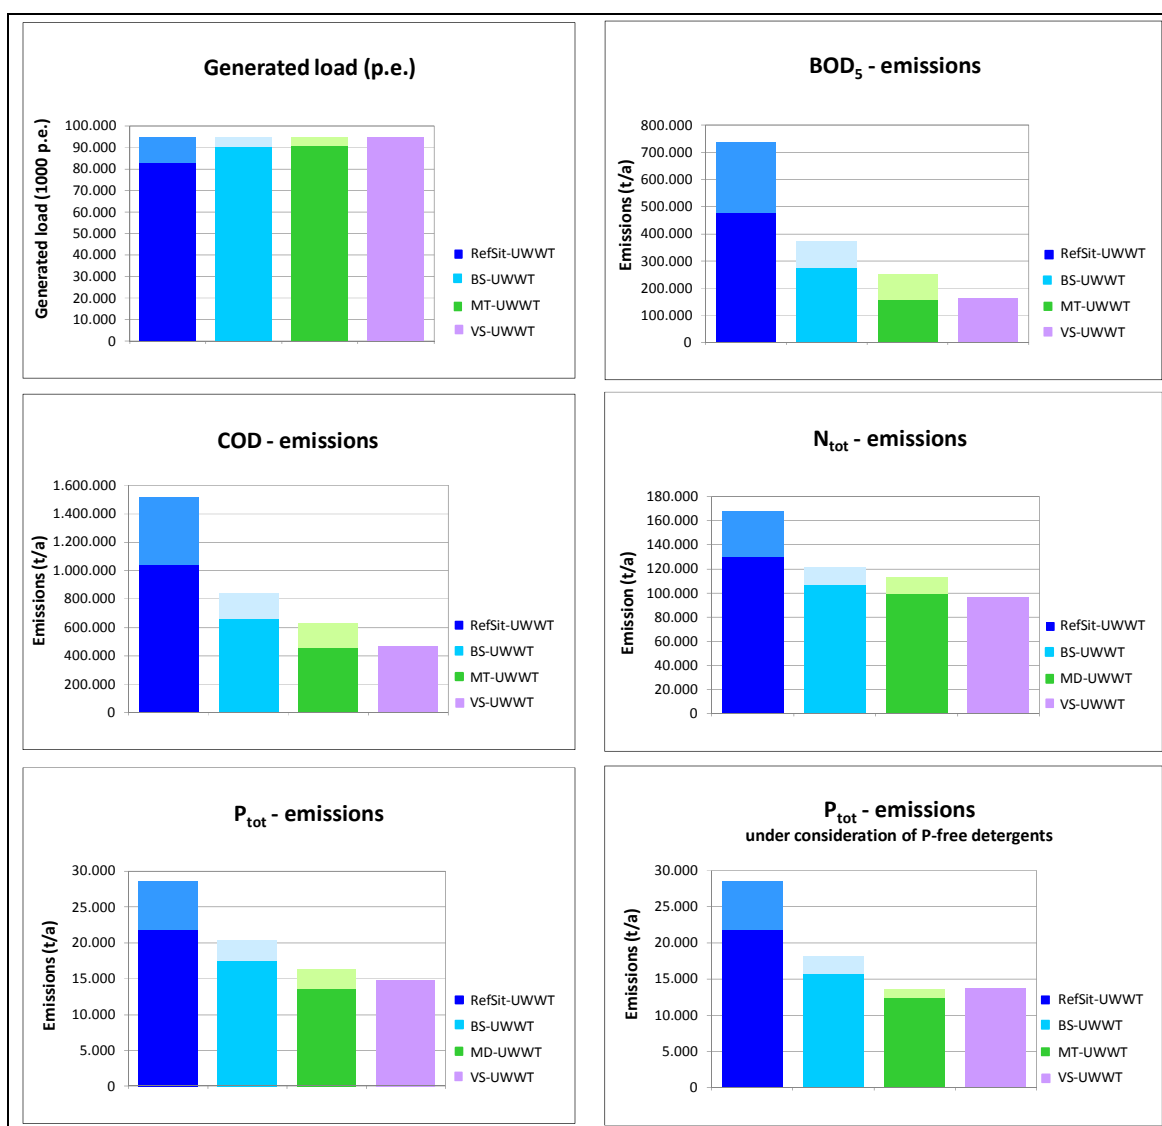 Generated load (p.e.)
Generated load (1000 p.e.)
100.000
90.000
80.000
70.000
60.000
50.000
40.000
30.000
20.000
10.000
0
RefSit-UWWT
BS-UWWT
MT-UWWT
VS-UWWT
BOD5 - emissions
Emissions (t/a)
800.000
700.000
600.000
500.000
400.000
300.000
200.000
100.000
0
RefSit-UWWT
BS-UWWT
MT-UWWT
VS-UWWT
COD - emissions
Emissions (t/a)
1.600.000
1.400.000
1.200.000
1.000.000
800.000
600.000
400.000
200.000
0
RefSit-UWWT
BS-UWWT
MT-UWWT
VS-UWWT
Ntot - emissions
Emission (t/a)
180.000
160.000
140.000
120.000
100.000
80.000
60.000
40.000
20.000
0
RefSit-UWWT
BS-UWWT
MD-UWWT
VS-UWWT
Ptot - emissions
Emissions (t/a)
30.000
25.000
20.000
15.000
10.000
5.000
0
RefSit-UWWT
BS-UWWT
MD-UWWT
VS-UWWT
Ptot - emissions
under consideration of P-free detergents
Emissions (t/a)
30.000
25.000
20.000
15.000
10.000
5.000
0
RefSit-UWWT
BS-UWWT
MT-UWWT
VS-UWWT